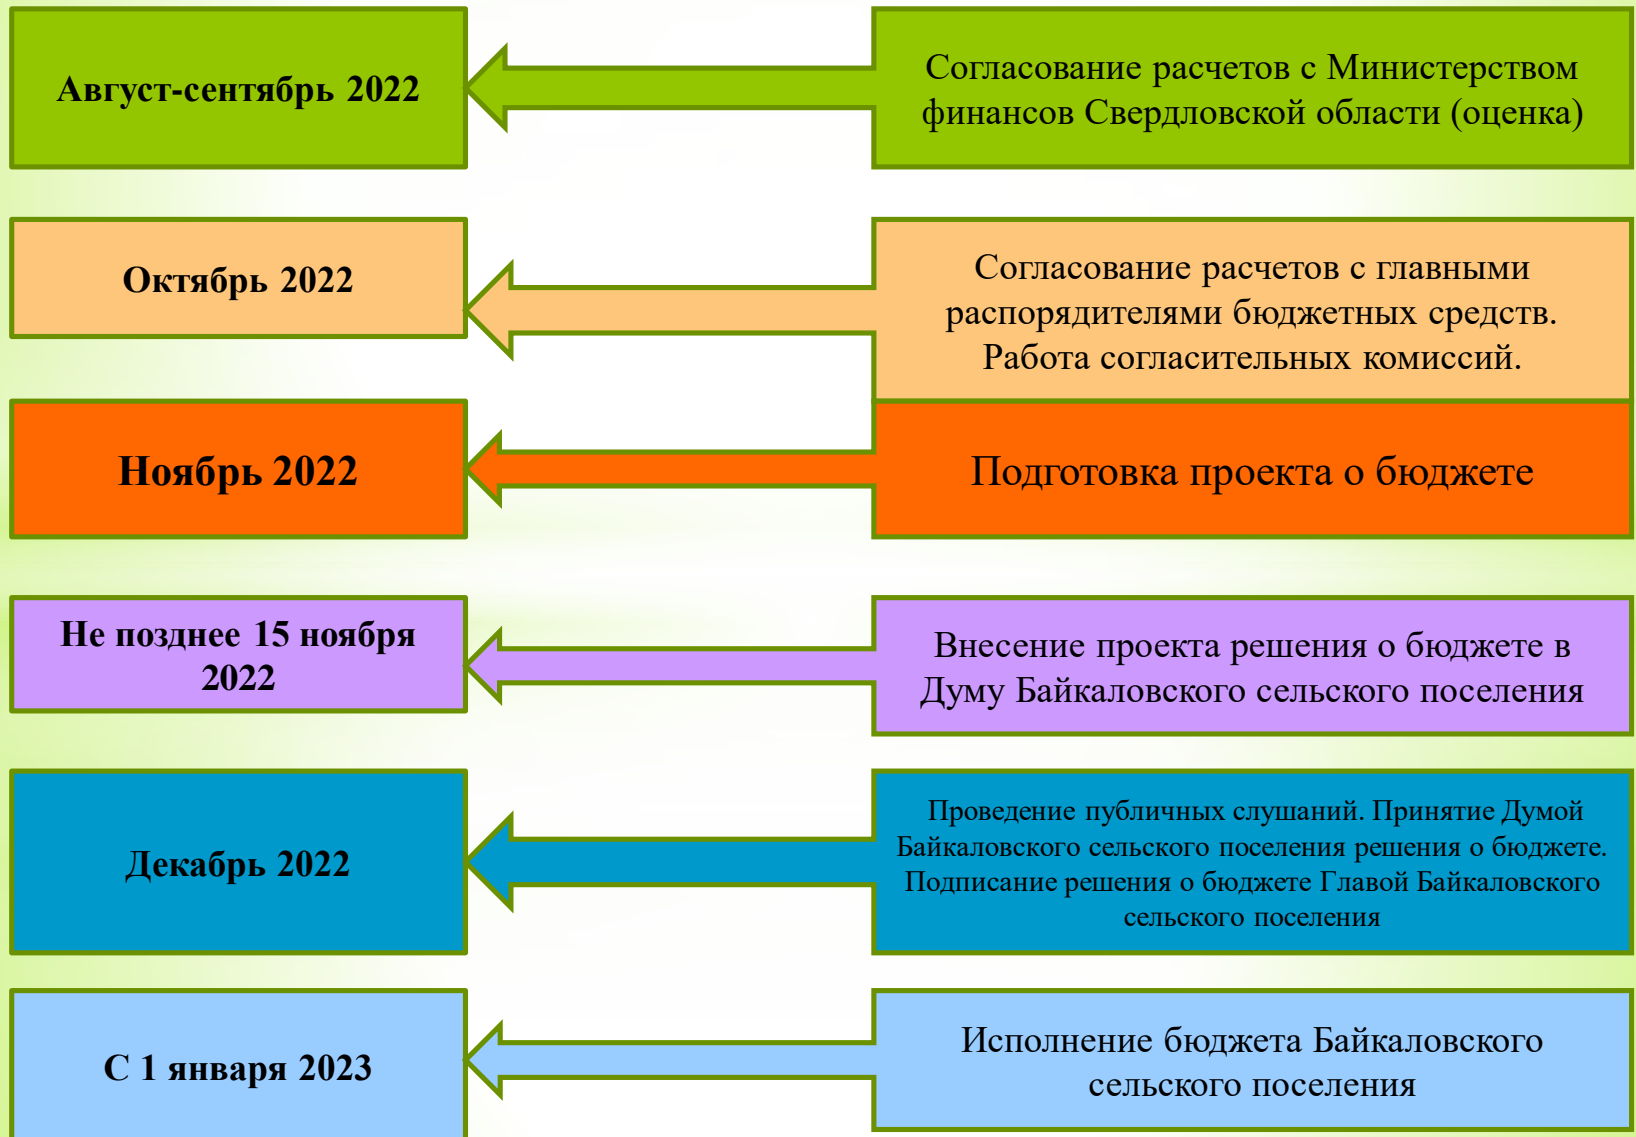 Август-сентябрь 2022
Согласование расчетов с Министерством
финансов Свердловской области (оценка)
Октябрь 2022
Согласование расчетов с главными
распорядителями бюджетных средств.
Работа согласительных комиссий.
Ноябрь 2022
Подготовка проекта о бюджете
Не позднее 15 ноября
2022
Внесение проекта решения о бюджете в
Думу Байкаловского сельского поселения
Декабрь 2022
Проведение публичных слушаний. Принятие Думой
Байкаловского сельского поселения решения о бюджете.
Подписание решения о бюджете Главой Байкаловского
сельского поселения
С 1 января 2023
Исполнение бюджета Байкаловского
сельского поселения